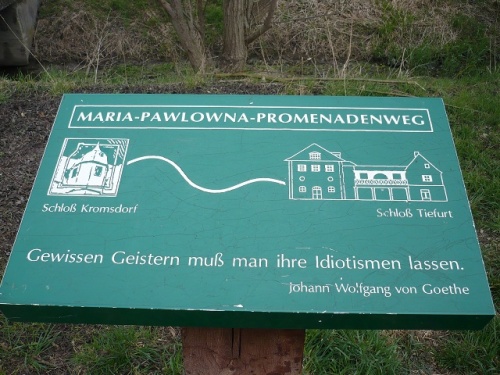 MARIA-PAWLOWNA-PROMENADENWEG
Schloß Kromsdorf
Schloß Tiefurt
Gewissen Geistern muß man ihre Idiotismen lassen.
Johann Wolfgang von Goethe